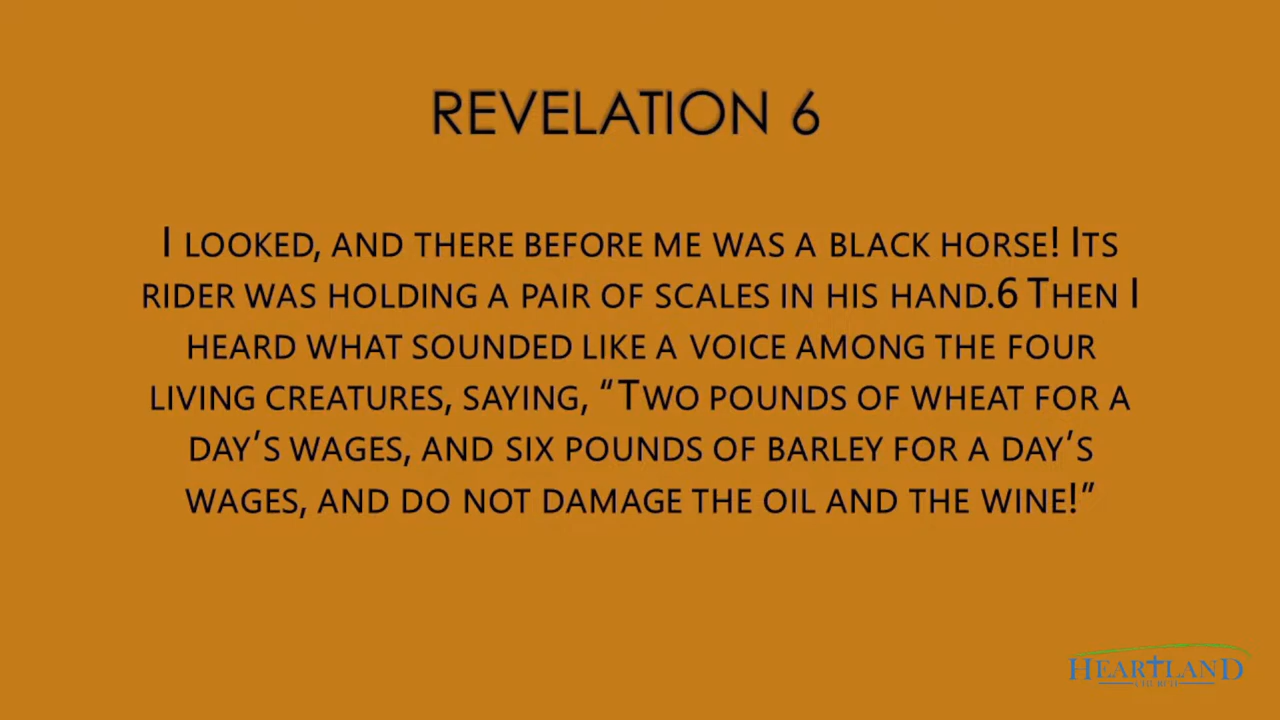 REVELATION 6
I LOOKED, AND THERE BEFORE ME WAS A BLACK HORSE! ITS
RIDER WAS HOLDING A PAIR OF SCALES IN HIS HAND.6 THEN I
HEARD WHAT SOUNDED LIKE A VOICE AMONG THE FOUR
LIVING CREATURES, SAYING, “TWO POUNDS OF WHEAT FOR A
DAY’S WAGES, AND SIX POUNDS OF BARLEY FOR A DAY’S
WAGES, AND DO NOT DAMAGE THE OIL AND THE WINE!”
HEARTLAND
CHURCH